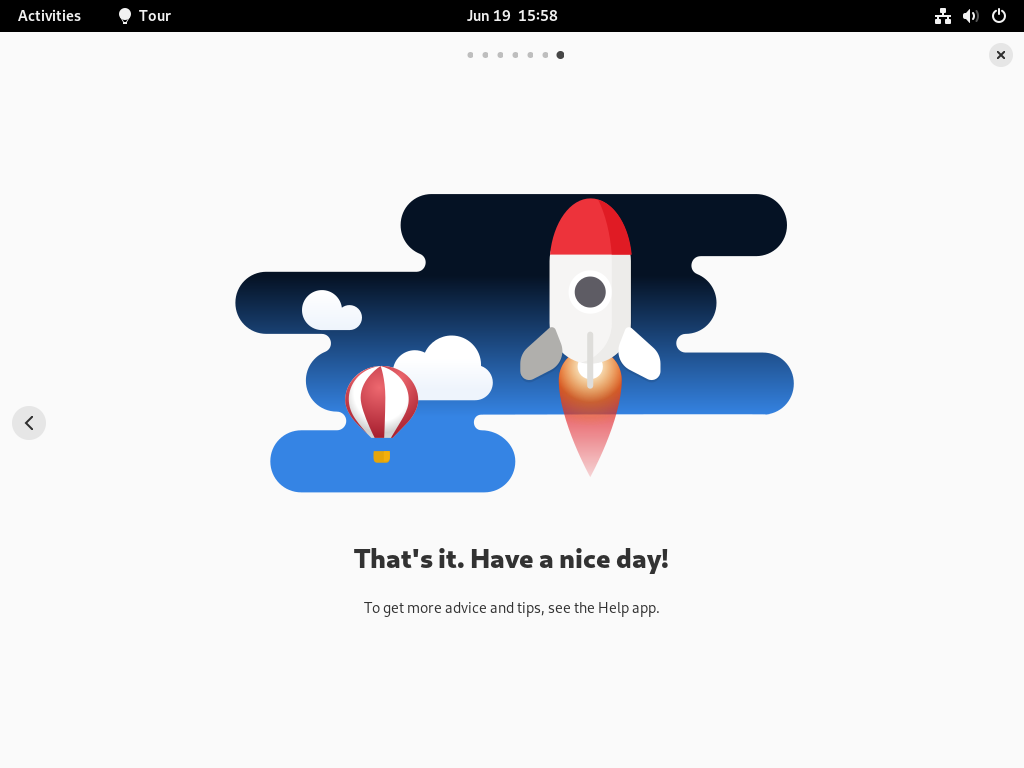 Activities Tour Jun 19 15:58
That's it. Have a nice day!
To get more advice and tips, see the Help app.